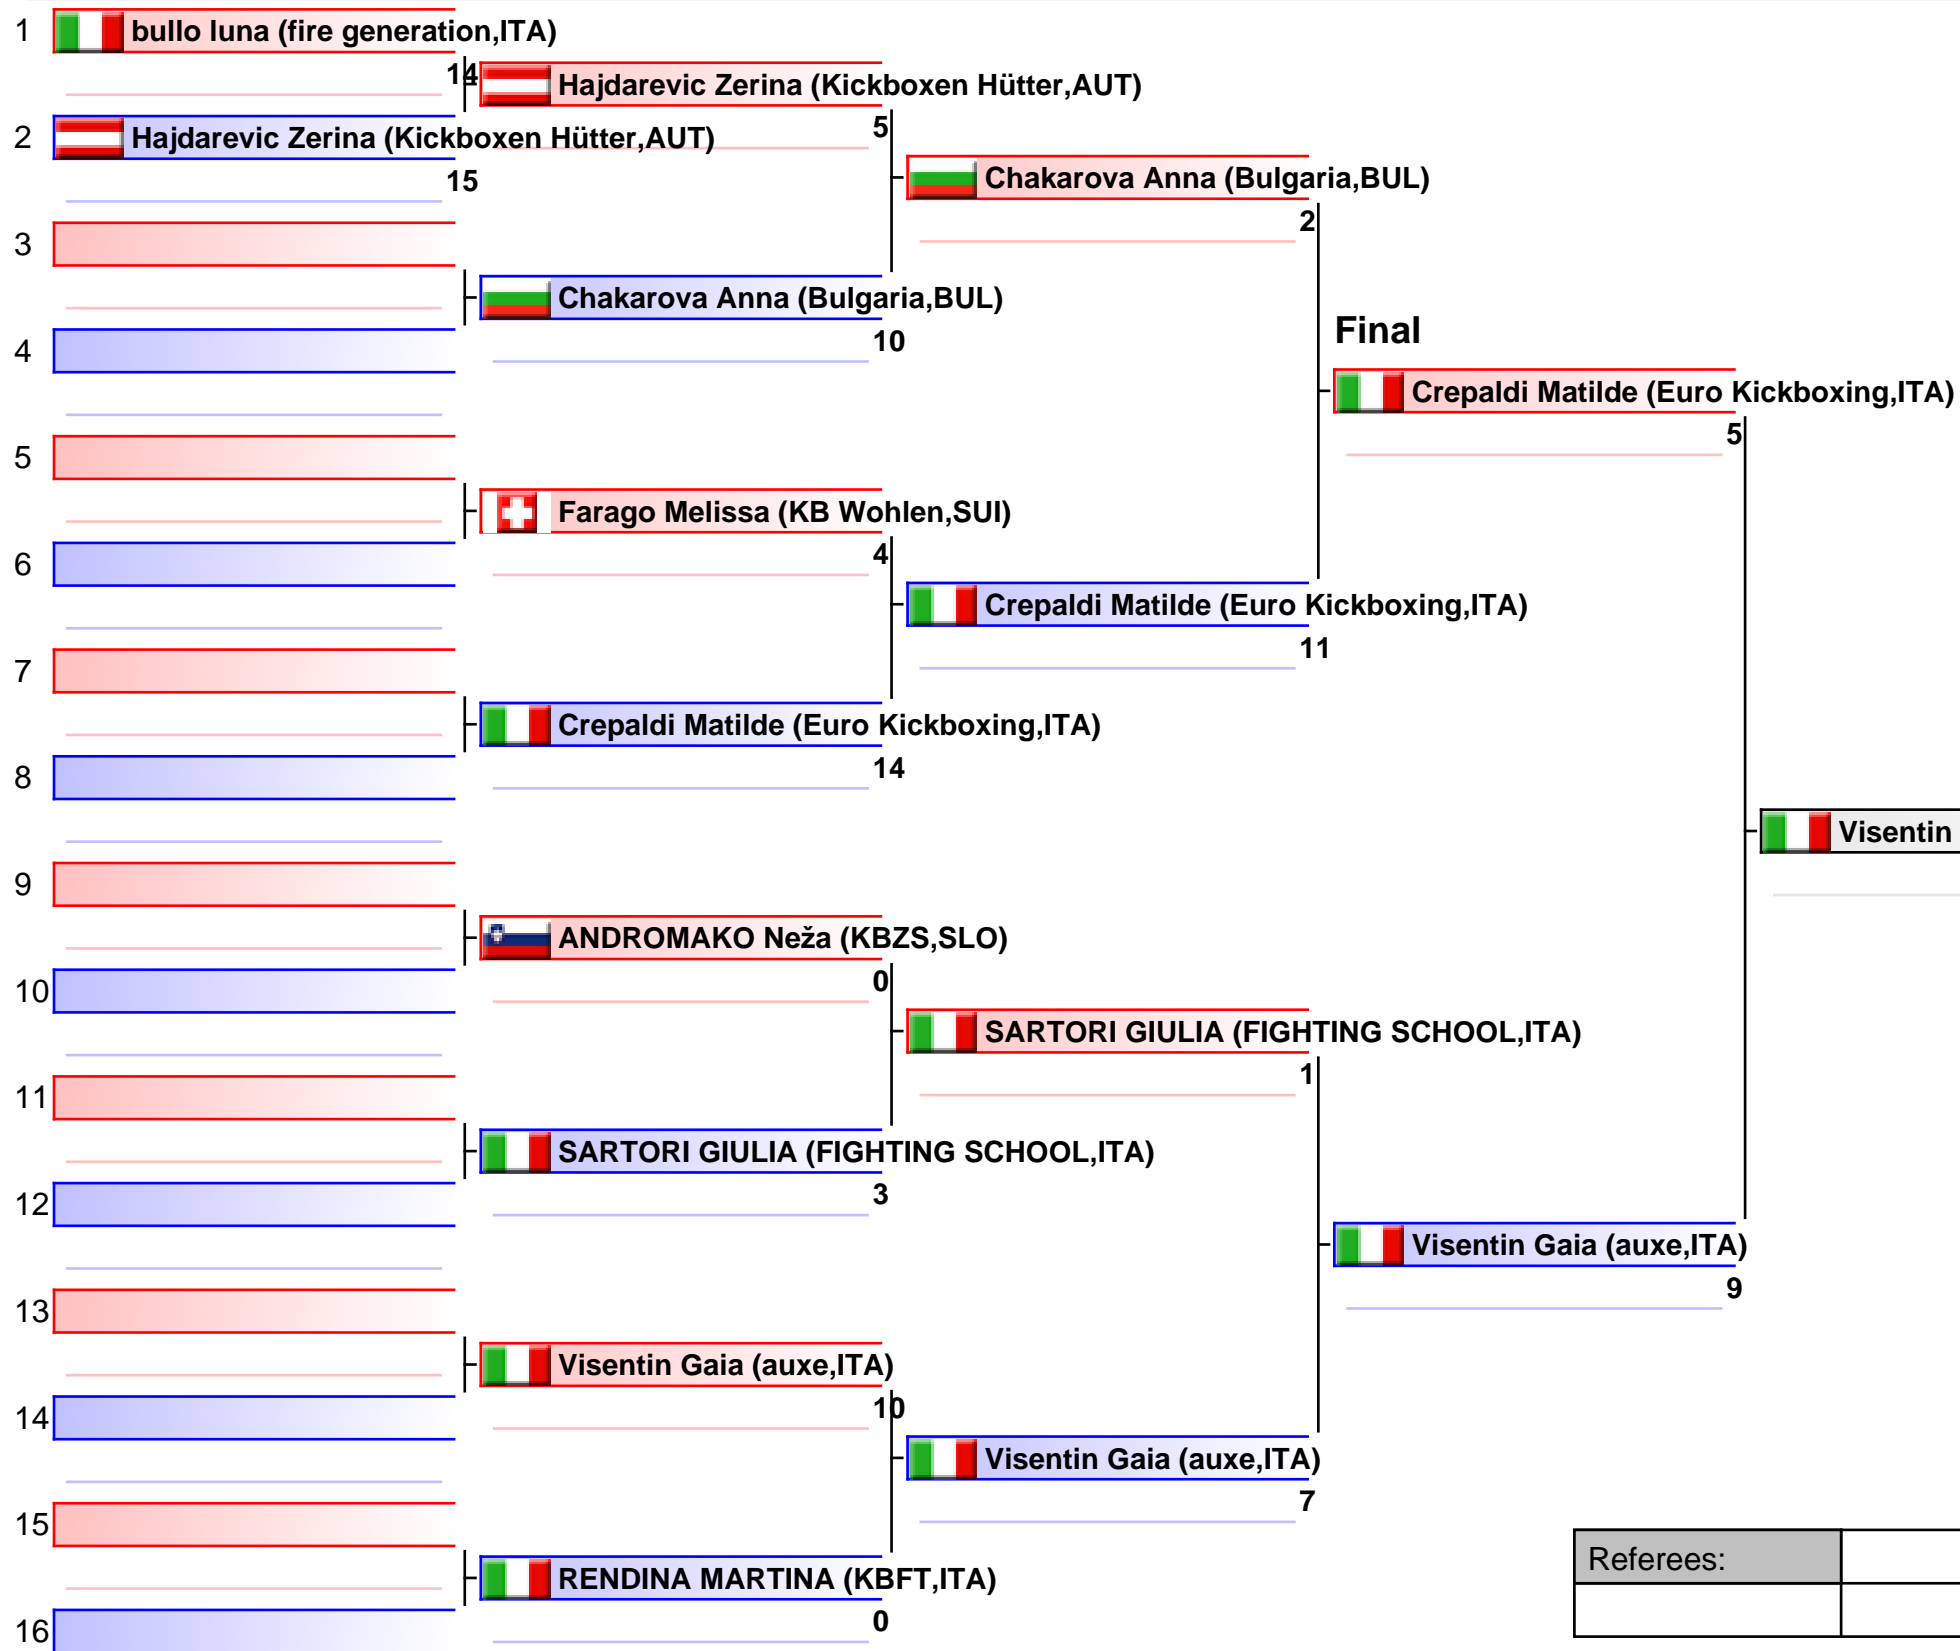 1 bullo luna (fire generation,ITA)
14
Hajdarevic Zerina (Kickboxen Hütter,AUT)
5
2 Hajdarevic Zerina (Kickboxen Hütter,AUT)
15
Chakarova Anna (Bulgaria,BUL)
2
3
Chakarova Anna (Bulgaria,BUL)
10
4
Final
Crepaldi Matilde (Euro Kickboxing,ITA)
5
5
Farago Melissa (KB Wohlen,SUI)
4
6
Crepaldi Matilde (Euro Kickboxing,ITA)
11
7
Crepaldi Matilde (Euro Kickboxing,ITA)
14
8
Visentin
9
ANDROMAKO Neža (KBZS,SLO)
0
10
SARTORI GIULIA (FIGHTING SCHOOL,ITA)
1
11
SARTORI GIULIA (FIGHTING SCHOOL,ITA)
3
12
Visentin Gaia (auxe,ITA)
9
13
Visentin Gaia (auxe,ITA)
10
14
Visentin Gaia (auxe,ITA)
7
15
Referees:
RENDINA MARTINA (KBFT,ITA)
0
16